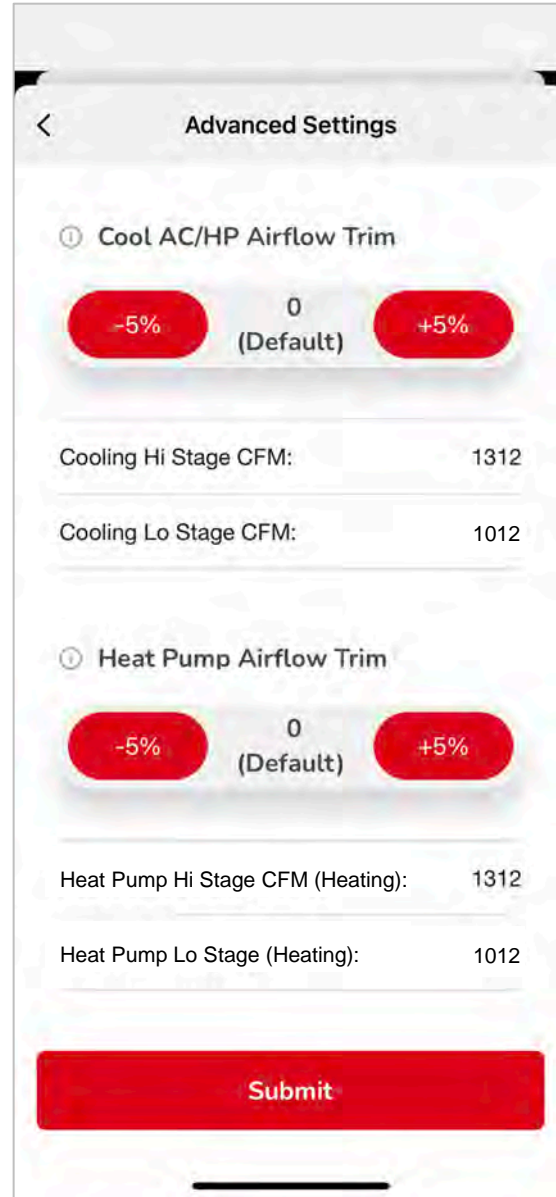 Advanced Settings
Cool AC/HP Airflow Trim
-5%
0
(Default)
+5%
Cooling Hi Stage CFM: 1312
Cooling Lo Stage CFM: 1012
Heat Pump Airflow Trim
-5%
0
(Default)
+5%
Heat Pump Hi Stage CFM (Heating): 1312
Heat Pump Lo Stage (Heating): 1012
Submit